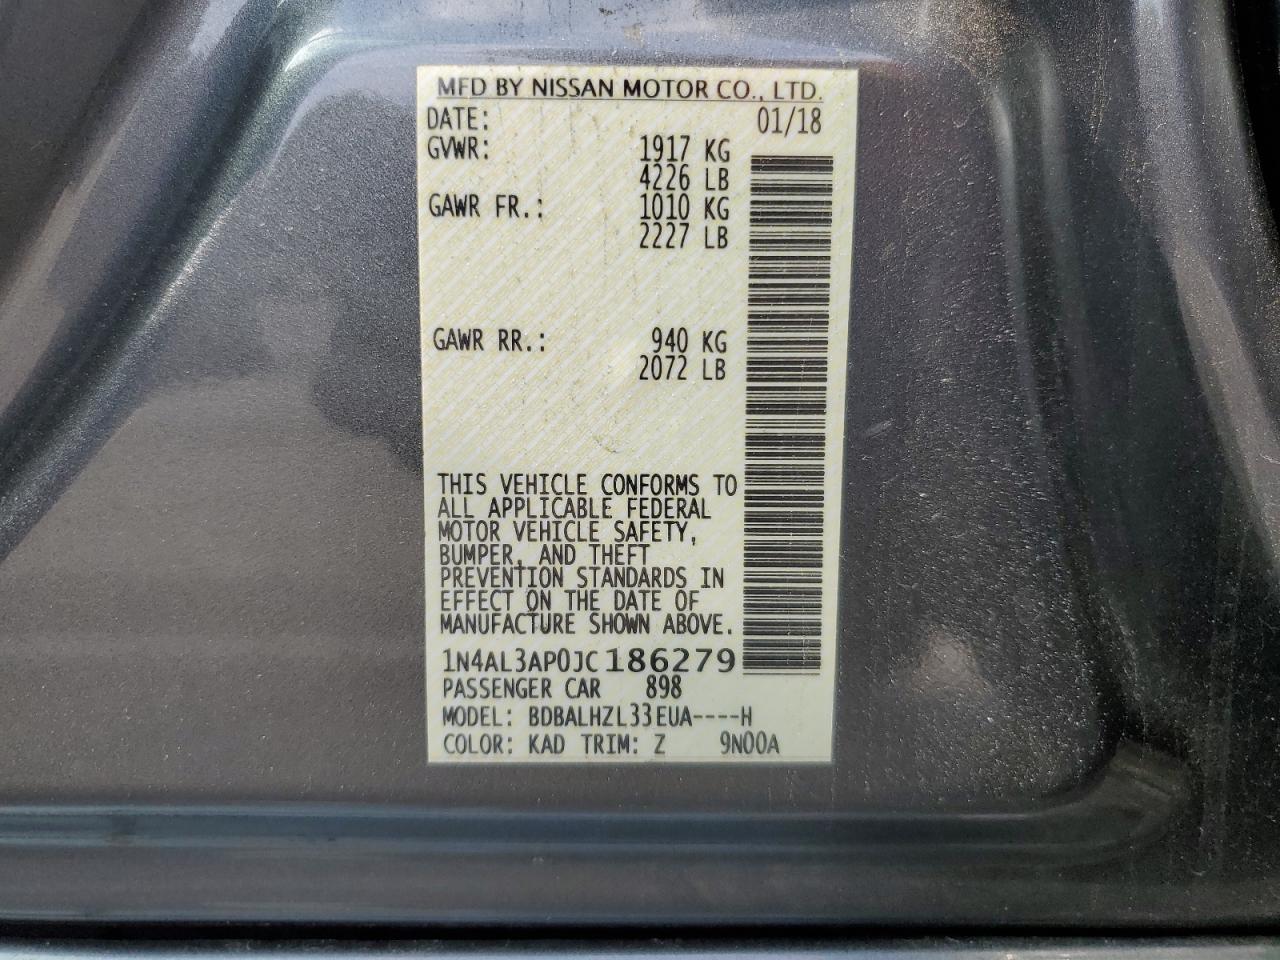 MFD BY NISSAN MOTOR CO., LTD.
DATE: 01/18
GVWR: 1917 KG
4226 LB
GAWR FR.: 1010 KG
2227 LB
GAWR RR.: 940 KG
2072 LB
THIS VEHICLE CONFORMS TO
ALL APPLICABLE FEDERAL
MOTOR VEHICLE SAFETY,
BUMPER, AND THEFT
PREVENTION STANDARDS IN
EFFECT ON THE DATE OF
MANUFACTURE SHOWN ABOVE.
1N4AL3AP0JC186279
PASSENGER CAR 898
MODEL: BDBALHZL33EUA----H
COLOR: KAD TRIM: Z 9N00A